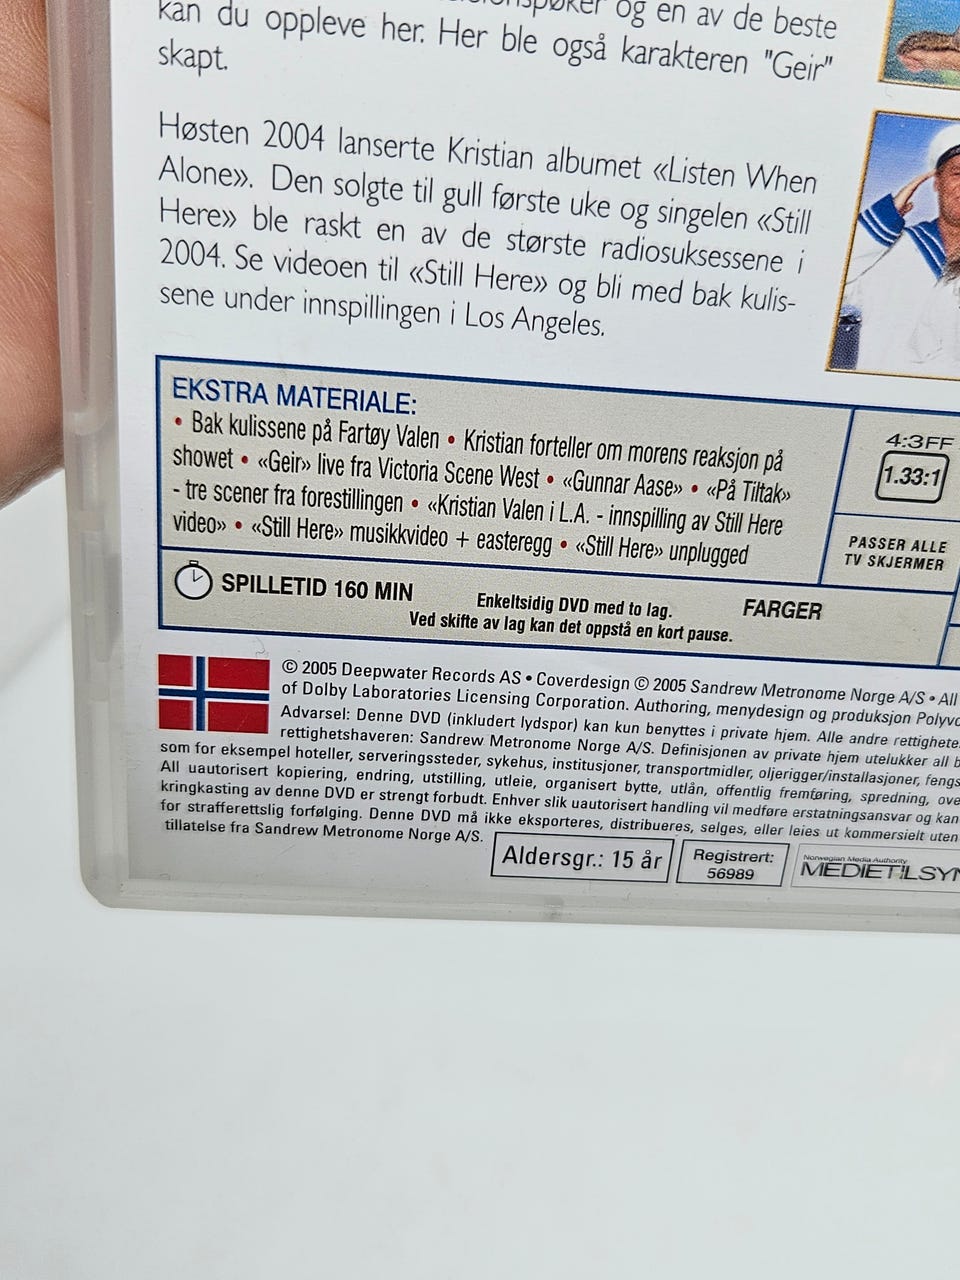 og en av de beste
kan du oppleve her. Her ble også karakteren "Geir"
skapt.
Høsten 2004 lanserte Kristian albumet «Listen When
Alone». Den solgte til gull første uke og singelen «Still
Here» ble raskt en av de største radiosuksessene i
2004. Se videoen til «Still Here» og bli med bak kulis-
sene under innspillingen i Los Angeles.
EKSTRA MATERIALE:
• Bak kulissene på Fartøy Valen • Kristian forteller om morens reaksjon på
showet • «Geir» live fra Victoria Scene West • «Gunnar Aase» • «På Tiltak»
- tre scener fra forestillingen • «Kristian Valen i L.A. - innspilling av Still Here
video» • «Still Here» musikkvideo + easteregg • «Still Here» unplugged
4:3FF
1.33:1
PASSER ALLE
TV SKJERMER
SPILLETID 160 MIN
Enkeltsidig DVD med to lag.
Ved skifte av lag kan det oppstå en kort pause.
FARGER
© 2005 Deepwater Records AS • Coverdesign © 2005 Sandrew Metronome Norge A/S • All
of Dolby Laboratories Licensing Corporation. Authoring, menydesign og produksjon
Advarsel: Denne DVD (inkludert lydspor) kan kun benyttes i private hjem. Alle andre
rettighetshaveren: Sandrew Metronome Norge A/S. Definisjonen av private hjem utelukker all
som for eksempel hoteller, serveringssteder, sykehus, institusjoner, transportmidler, oljerigger/installasjoner,
All uautorisert kopiering, endring, utstilling, utleie, organisert bytte, utlån, offentlig fremføring, spredning,
kringkasting av denne DVD er strengt forbudt. Enhver slik uautorisert handling vil medføre erstatningsansvar og kan
for strafferettslig forfølging. Denne DVD må ikke eksporteres, distribueres, selges, eller leies ut kommersielt uten
tillatelse fra Sandrew Metronome Norge A/S.
Aldersgr.: 15 år
Registrert:
56989
Norwegian Media Authority
MEDIETILSYN